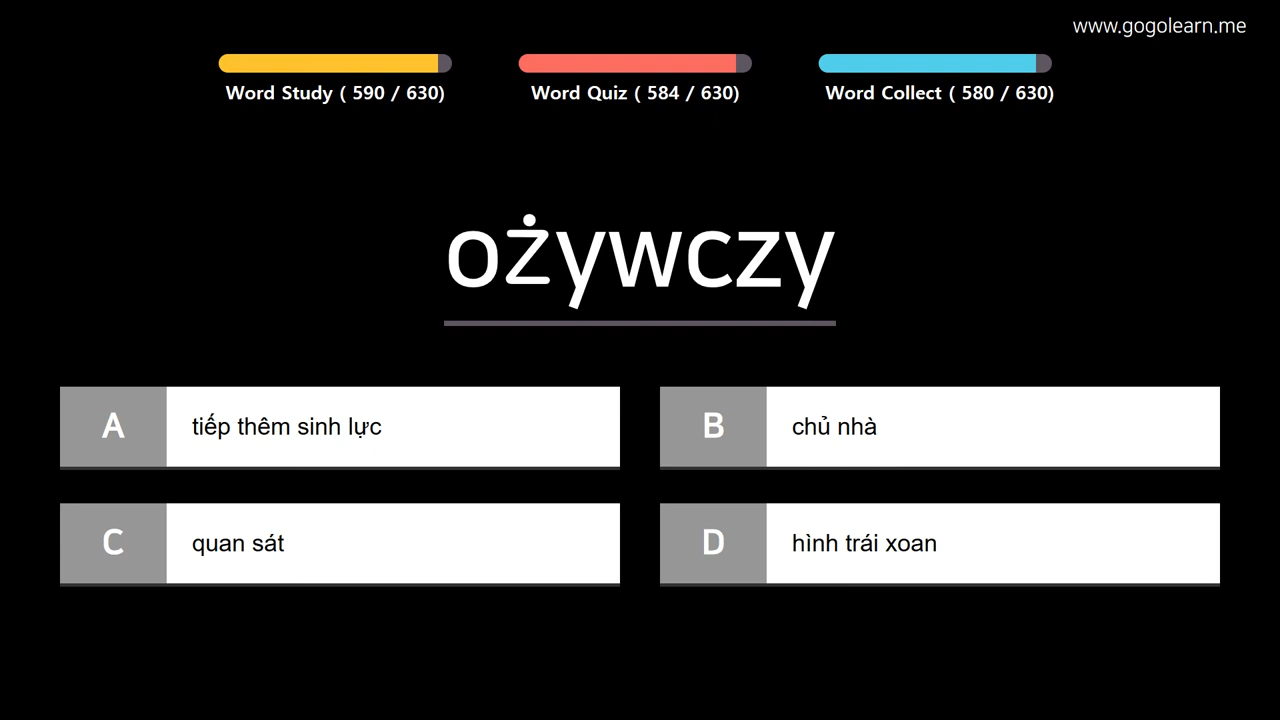 www.gogolearn.me
Word Study ( 590 / 630)
Word Quiz ( 584 / 630)
Word Collect ( 580 / 630)
ożywczy
A
tiếp thêm sinh lực
B
chủ nhà
C
quan sát
D
hình trái xoan